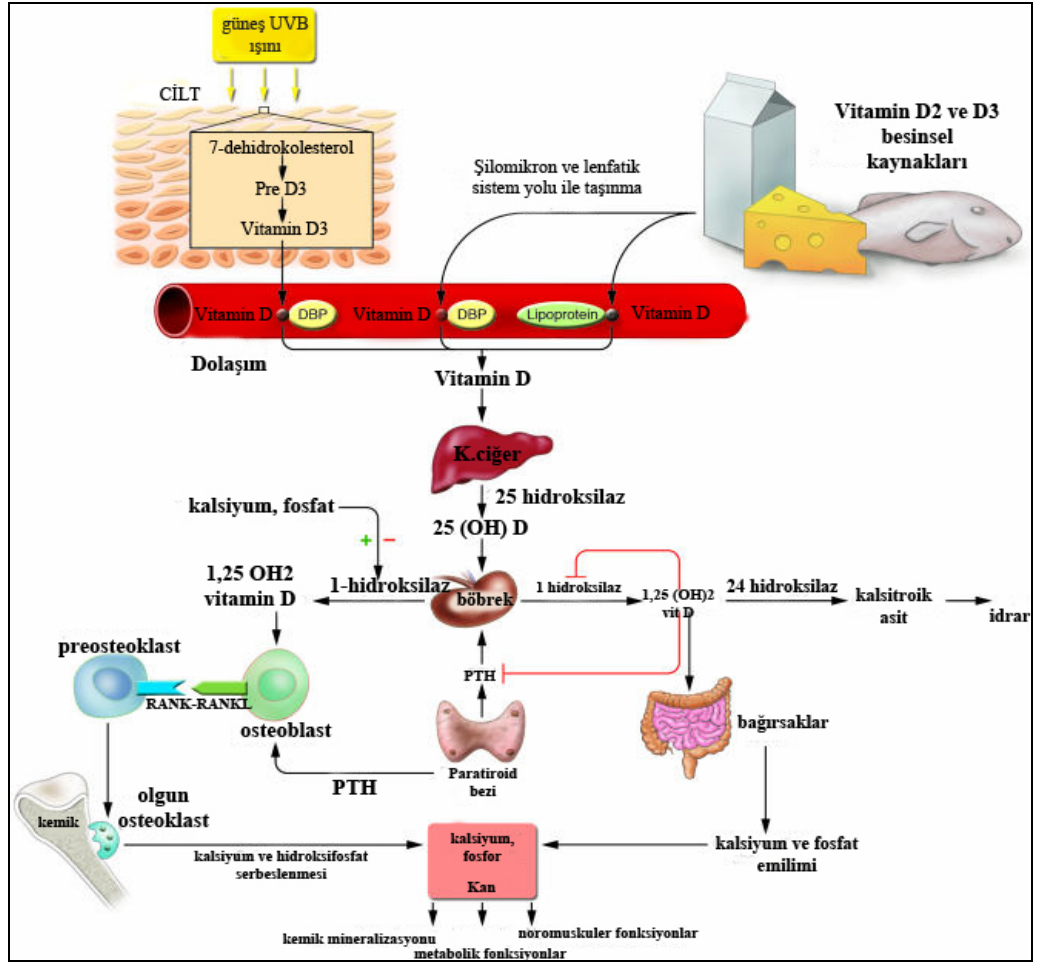 güneş UVB
ışını
CİLT
7-dehidrokolesterol
Pre D3
Vitamin D3
Şilomikron ve lenfatik
sistem yolu ile taşınma
Vitamin D2 ve D3
besinsel
kaynakları
Vitamin D DBP Vitamin D DBP Lipoprotein Vitamin D
Dolaşım
Vitamin D
K.ciğer
25 hidroksilaz
kalsiyum, fosfat
25 (OH) D
+ −
1,25 OH2
vitamin D
1-hidroksilaz
böbrek
1 hidroksilaz
1,25 (OH)2
vit D
24 hidroksilaz
kalsitroik
asit
idrar
preosteoklast
RANK-RANKL
osteoblast
PTH
Paratiroid
bezi
PTH
bağırsaklar
kemik
olgun
osteoklast
kalsiyum ve hidroksifosfat
serbeslenmesi
kalsiyum,
fosfor
Kan
kalsiyum ve fosfat
emilimi
kemik mineralizasyonu
metabolik fonksiyonlar
noromuskuler fonksiyonlar